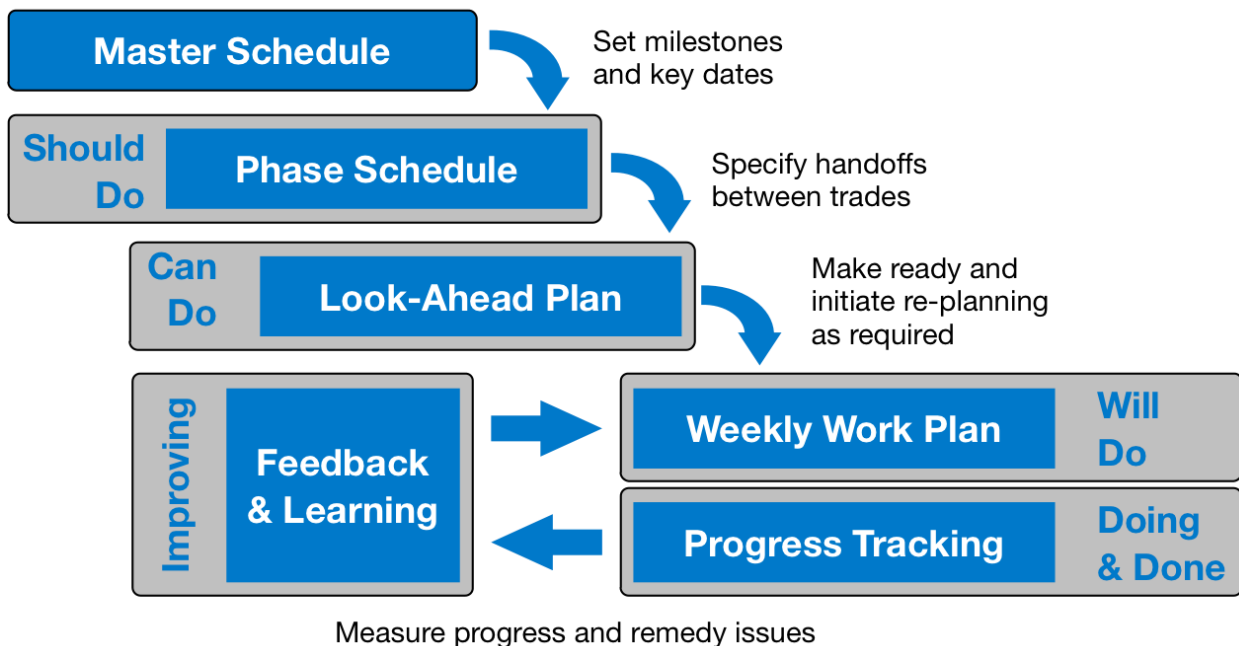 Master Schedule
Set milestones
and key dates
Should
Do
Phase Schedule
Specify handoffs
between trades
Can
Do
Look-Ahead Plan
Make ready and
initiate re-planning
as required
Improving
Feedback
& Learning
Weekly Work Plan
Will
Do
Progress Tracking
Doing
& Done
Measure progress and remedy issues